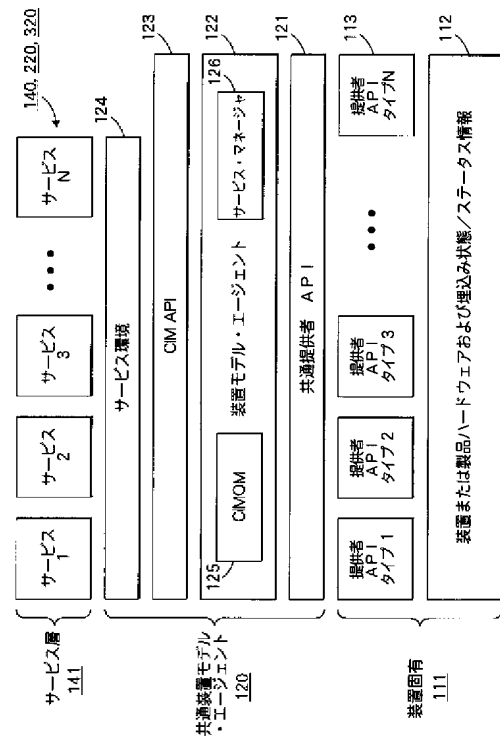 140, 220, 320
サービス層
141
サービス
1
サービス
2
サービス
3
サービス
N
サービス環境
124
共通装置モデル
・エージェント
120
CIM API
123
装置モデル・エージェント
122
CIMOM
125
サービス・マネージャ
126
共通提供者 API
121
装置固有
111
提供者
API
タイプ1
提供者
API
タイプ2
提供者
API
タイプ3
提供者
API
タイプN
113
装置または製品ハードウェアおよび埋込み状態/ステータス情報
112